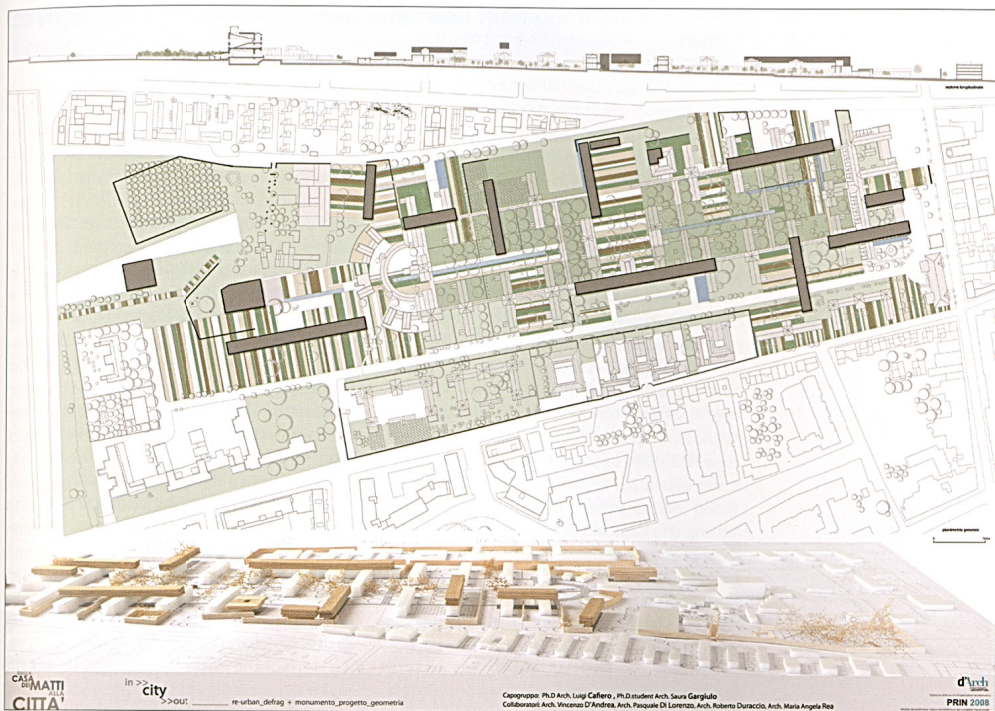 sezione longitudinale
planimetria generale
DALLA
CASA
DEI MATTI
ALLA
CITTA'
in >>
city
>>out: re-urban_defrag + monumento_progetto_geometria
Capogruppo: Ph.D Arch. Luigi Cafiero , Ph.D.student Arch. Saura Gargiulo
Collaboratori: Arch. Vincenzo D'Andrea, Arch. Pasquale Di Lorenzo, Arch. Roberto Duraccio, Arch. Maria Angela Rea
d'Arch
PRIN 2008